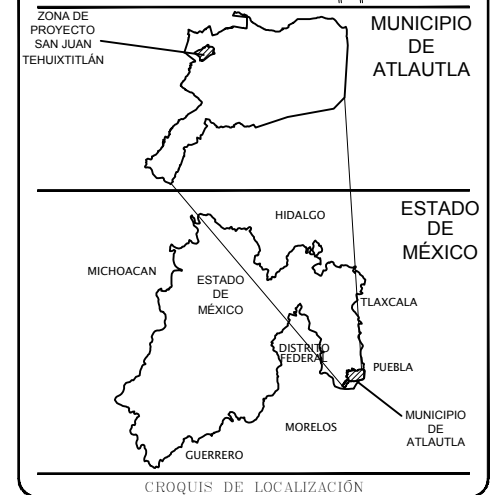 ZONA DE
PROYECTO
SAN JUAN
TEHUIXTITLÁN
MUNICIPIO
DE
ATLAUTLA
ESTADO
DE
MÉXICO
HIDALGO
MICHOACAN
ESTADO
DE
MÉXICO
TLAXCALA
DISTRITO
FEDERAL
PUEBLA
MORELOS
MUNICIPIO
DE
ATLAUTLA
GUERRERO
CROQUIS DE LOCALIZACIÓN